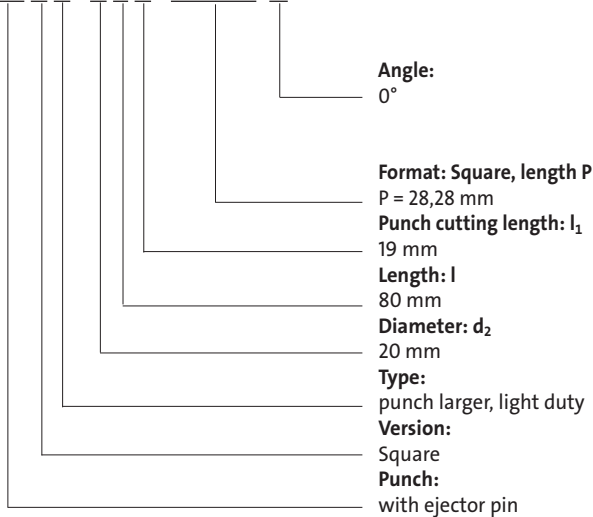 Angle:
0°
Format: Square, length P
P = 28,28 mm
Punch cutting length: l₁
19 mm
Length: l
80 mm
Diameter: d₂
20 mm
Type:
punch larger, light duty
Version:
Square
Punch:
with ejector pin